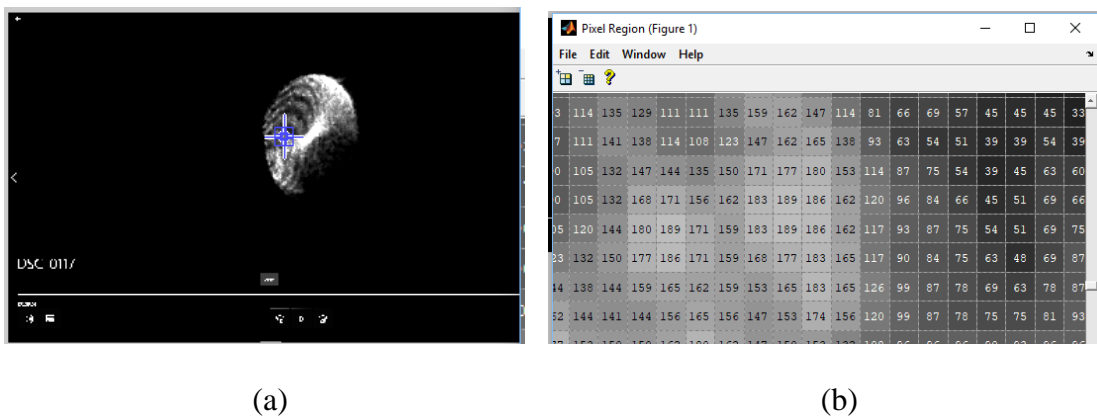 Pixel Region (Figure 1)
File Edit Window Help
3 114 135 129 111 111 135 159 162 147 114 81 66 69 57 45 45 45 33
7 111 141 138 114 108 123 147 162 165 138 93 63 54 51 39 39 54 39
0 105 132 147 144 135 150 171 177 180 153 114 87 75 54 39 45 63 60
0 105 132 168 171 156 162 183 189 186 162 120 96 84 66 45 51 69 66
05 120 144 180 189 171 159 183 189 186 162 117 93 87 75 54 51 69 75
23 132 150 177 186 171 159 168 177 183 165 117 90 84 75 63 48 69 87
44 138 144 159 165 162 159 153 165 183 165 126 99 87 78 69 63 78 87
52 144 141 144 156 165 156 147 153 174 156 120 99 87 78 75 75 81 93
DSC 0117
(a)
(b)